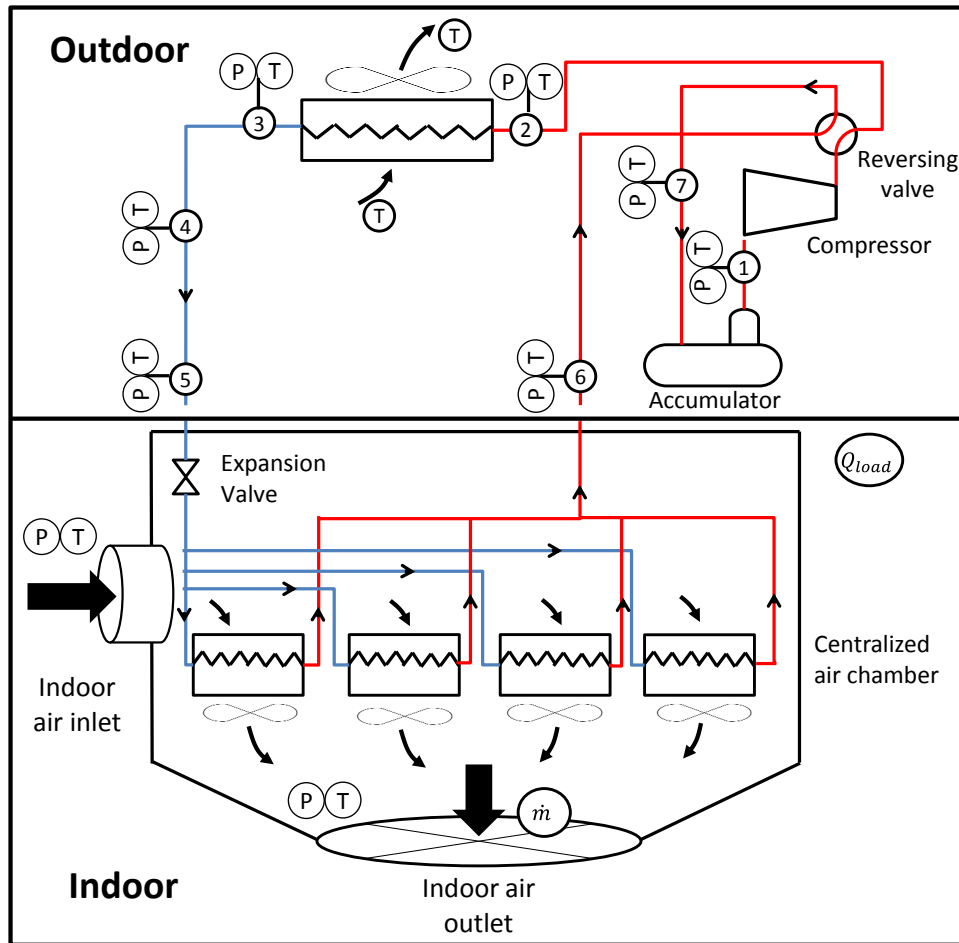 Outdoor
T
P T
3
P T
2
T
Reversing
valve
T
P
7
T
P
4
Compressor
T
P
1
T
P
5
T
P
6
Accumulator
Expansion
Valve
Q_load
P T
Centralized
air chamber
Indoor
air inlet
P T
ṁ
Indoor
Indoor air
outlet